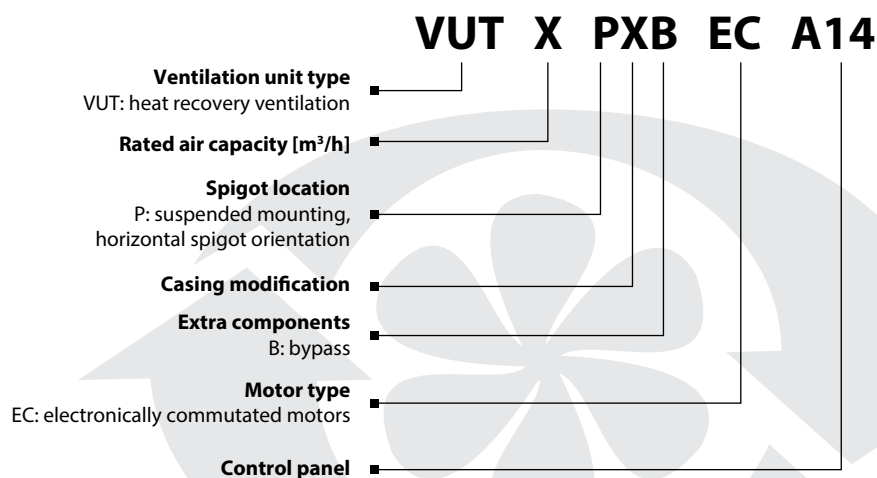 VUT X PXB EC A14
Ventilation unit type
VUT: heat recovery ventilation
Rated air capacity [m³/h]
Spigot location
P: suspended mounting,
horizontal spigot orientation
Casing modification
Extra components
B: bypass
Motor type
EC: electronically commutated motors
Control panel